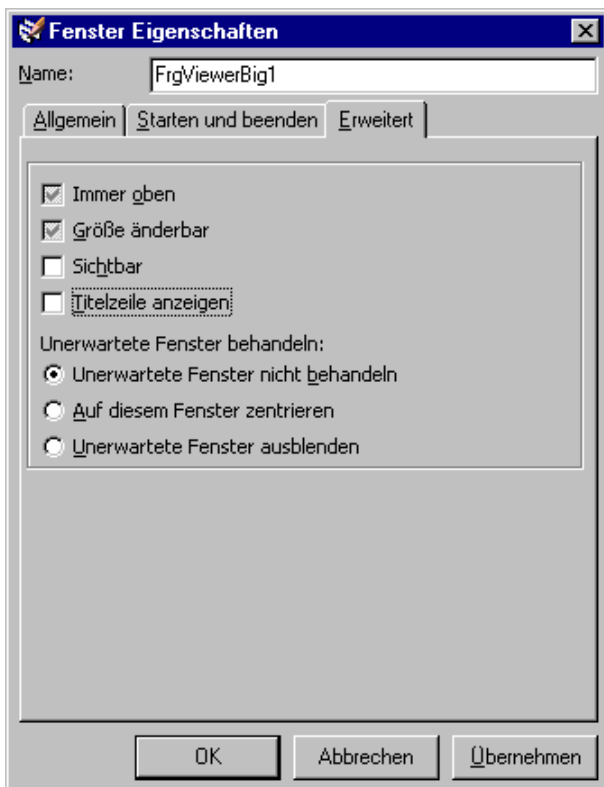 Fenster Eigenschaften
Name: FrgViewerBig1
Allgemein Starten und beenden Erweitert
Immer oben
Größe änderbar
Sichtbar
Titelzeile anzeigen
Unerwartete Fenster behandeln:
Unerwartete Fenster nicht behandeln
Auf diesem Fenster zentrieren
Unerwartete Fenster ausblenden
OK Abbrechen Übernehmen